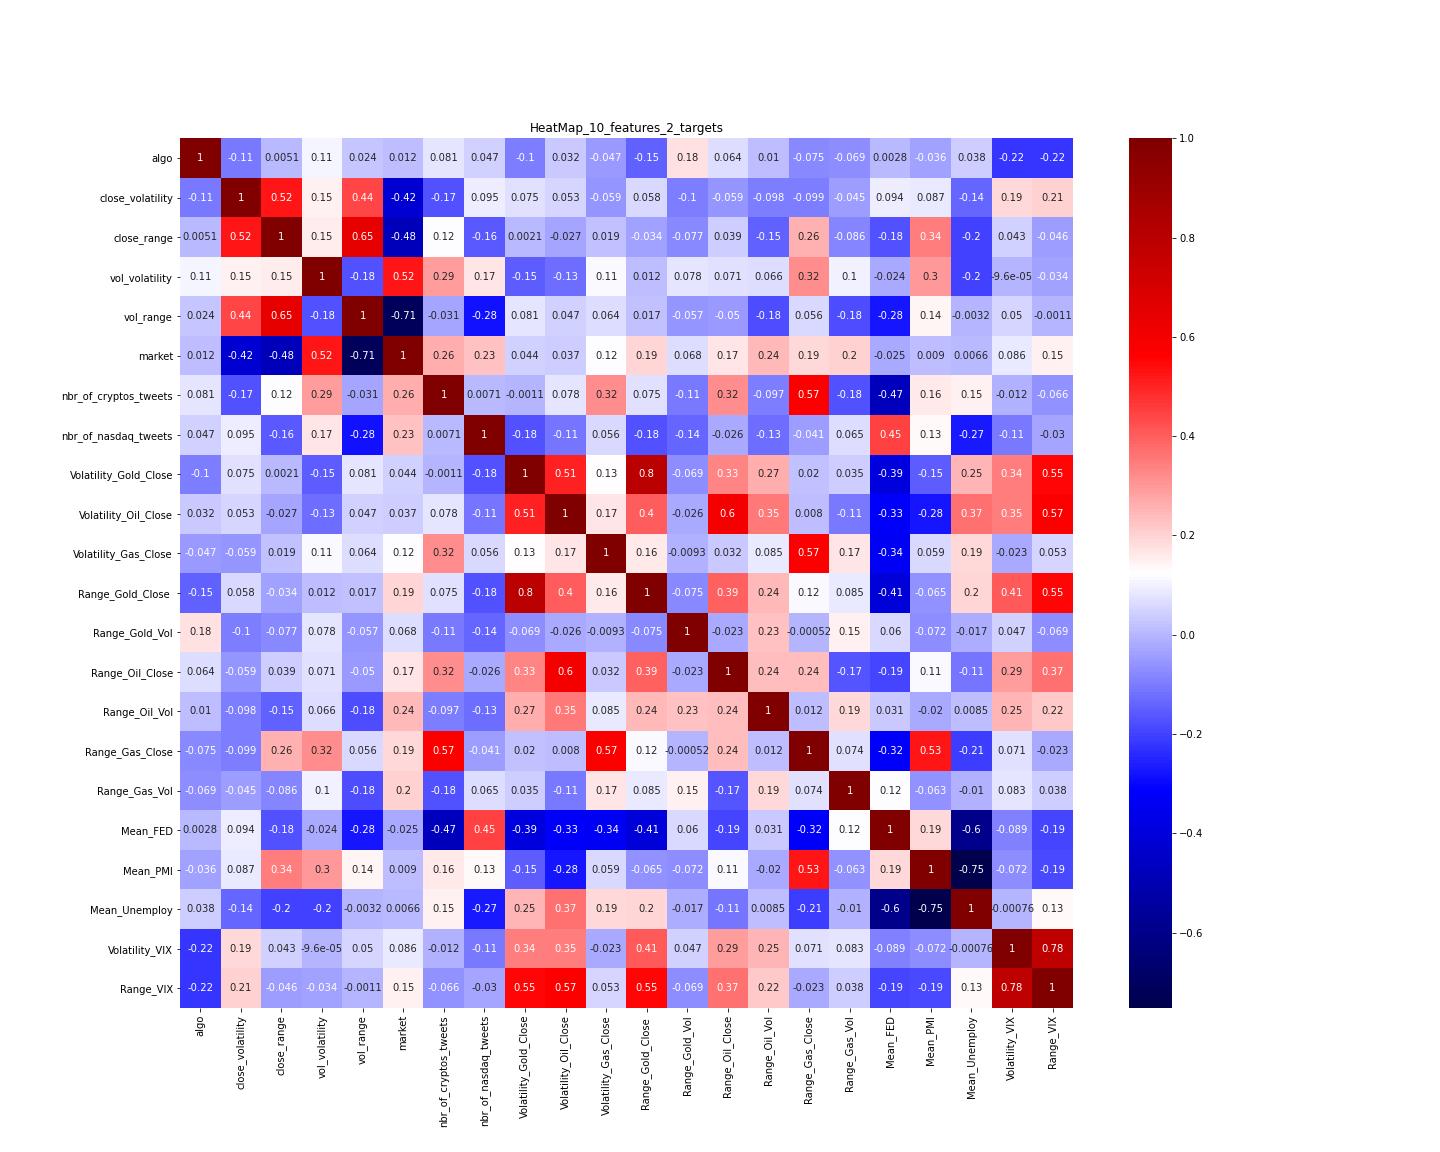 HeatMap_10_features_2_targets
algo 1 -0.11 0.0051 0.11 0.024 0.012 0.081 0.047 -0.1 0.032 -0.047 -0.15 0.18 0.064 0.01 -0.075 -0.069 0.0028 -0.036 0.038 -0.22 -0.22
close_volatility -0.11 1 0.52 0.15 0.44 -0.42 -0.17 0.095 0.075 0.053 -0.059 0.058 -0.1 -0.059 -0.098 -0.099 -0.045 0.094 0.087 -0.14 0.19 0.21
close_range 0.0051 0.52 1 0.15 0.65 -0.48 0.12 -0.16 0.0021 -0.027 0.019 -0.034 -0.077 0.039 -0.15 0.26 -0.086 -0.18 0.34 -0.2 0.043 -0.046
vol_volatility 0.11 0.15 0.15 1 -0.18 0.52 0.29 0.17 -0.15 -0.13 0.11 0.012 0.078 0.071 0.066 0.32 0.1 -0.024 0.3 -0.2 -9.6e-05 -0.034
vol_range 0.024 0.44 0.65 -0.18 1 -0.71 -0.031 -0.28 0.081 0.047 0.064 0.017 -0.057 -0.05 -0.18 0.056 -0.18 -0.28 0.14 -0.0032 0.05 -0.0011
market 0.012 -0.42 -0.48 0.52 -0.71 1 0.26 0.23 0.044 0.037 0.12 0.19 0.068 0.17 0.24 0.19 0.2 -0.025 0.009 0.0066 0.086 0.15
nbr_of_cryptos_tweets 0.081 -0.17 0.12 0.29 -0.031 0.26 1 0.0071 -0.0011 0.078 0.32 0.075 -0.11 0.32 -0.097 0.57 -0.18 -0.47 0.16 0.15 -0.012 -0.066
nbr_of_nasdaq_tweets 0.047 0.095 -0.16 0.17 -0.28 0.23 0.0071 1 -0.18 -0.11 0.056 -0.18 -0.14 -0.026 -0.13 -0.041 0.065 0.45 0.13 -0.27 -0.11 -0.03
Volatility_Gold_Close -0.1 0.075 0.0021 -0.15 0.081 0.044 -0.0011 -0.18 1 0.51 0.13 0.8 -0.069 0.33 0.27 0.02 0.035 -0.39 -0.15 0.25 0.34 0.55
Volatility_Oil_Close 0.032 0.053 -0.027 -0.13 0.047 0.037 0.078 -0.11 0.51 1 0.17 0.4 -0.026 0.6 0.35 0.008 -0.11 -0.33 -0.28 0.37 0.35 0.57
Volatility_Gas_Close -0.047 -0.059 0.019 0.11 0.064 0.12 0.32 0.056 0.13 0.17 1 0.16 -0.0093 0.032 0.085 0.57 0.17 -0.34 0.059 0.19 -0.023 0.053
Range_Gold_Close -0.15 0.058 -0.034 0.012 0.017 0.19 0.075 -0.18 0.8 0.4 0.16 1 -0.075 0.39 0.24 0.12 0.085 -0.41 -0.065 0.2 0.41 0.55
Range_Gold_Vol 0.18 -0.1 -0.077 0.078 -0.057 0.068 -0.11 -0.14 -0.069 -0.026 -0.0093 -0.075 1 -0.023 0.23 -0.00052 0.15 0.06 -0.072 -0.017 0.047 -0.069
Range_Oil_Close 0.064 -0.059 0.039 0.071 -0.05 0.17 0.32 -0.026 0.33 0.6 0.032 0.39 -0.023 1 0.24 0.24 -0.17 -0.19 0.11 -0.11 0.29 0.37
Range_Oil_Vol 0.01 -0.098 -0.15 0.066 -0.18 0.24 -0.097 -0.13 0.27 0.35 0.085 0.24 0.23 0.24 1 0.012 0.19 0.031 -0.02 0.0085 0.25 0.22
Range_Gas_Close -0.075 -0.099 0.26 0.32 0.056 0.19 0.57 -0.041 0.02 0.008 0.57 0.12 -0.00052 0.24 0.012 1 0.074 -0.32 0.53 -0.21 0.071 -0.023
Range_Gas_Vol -0.069 -0.045 -0.086 0.1 -0.18 0.2 -0.18 0.065 0.035 -0.11 0.17 0.085 0.15 -0.17 0.19 0.074 1 0.12 -0.063 -0.01 0.083 0.038
Mean_FED 0.0028 0.094 -0.18 -0.024 -0.28 -0.025 -0.47 0.45 -0.39 -0.33 -0.34 -0.41 0.06 -0.19 0.031 -0.32 0.12 1 0.19 -0.6 -0.089 -0.19
Mean_PMI -0.036 0.087 0.34 0.3 0.14 0.009 0.16 0.13 -0.15 -0.28 0.059 -0.065 -0.072 0.11 -0.02 0.53 -0.063 0.19 1 -0.75 -0.072 -0.19
Mean_Unemploy 0.038 -0.14 -0.2 -0.2 -0.0032 0.0066 0.15 -0.27 0.25 0.37 0.19 0.2 -0.017 -0.11 0.0085 -0.21 -0.01 -0.6 -0.75 1 -0.00076 0.13
Volatility_VIX -0.22 0.19 0.043 -9.6e-05 0.05 0.086 -0.012 -0.11 0.34 0.35 -0.023 0.41 0.047 0.29 0.25 0.071 0.083 -0.089 -0.072 -0.00076 1 0.78
Range_VIX -0.22 0.21 -0.046 -0.034 -0.0011 0.15 -0.066 -0.03 0.55 0.57 0.053 0.55 -0.069 0.37 0.22 -0.023 0.038 -0.19 -0.19 0.13 0.78 1
algo
close_volatility
close_range
vol_volatility
vol_range
market
nbr_of_cryptos_tweets
nbr_of_nasdaq_tweets
Volatility_Gold_Close
Volatility_Oil_Close
Volatility_Gas_Close
Range_Gold_Close
Range_Gold_Vol
Range_Oil_Close
Range_Oil_Vol
Range_Gas_Close
Range_Gas_Vol
Mean_FED
Mean_PMI
Mean_Unemploy
Volatility_VIX
Range_VIX
1.0
0.8
0.6
0.4
0.2
0.0
−0.2
−0.4
−0.6